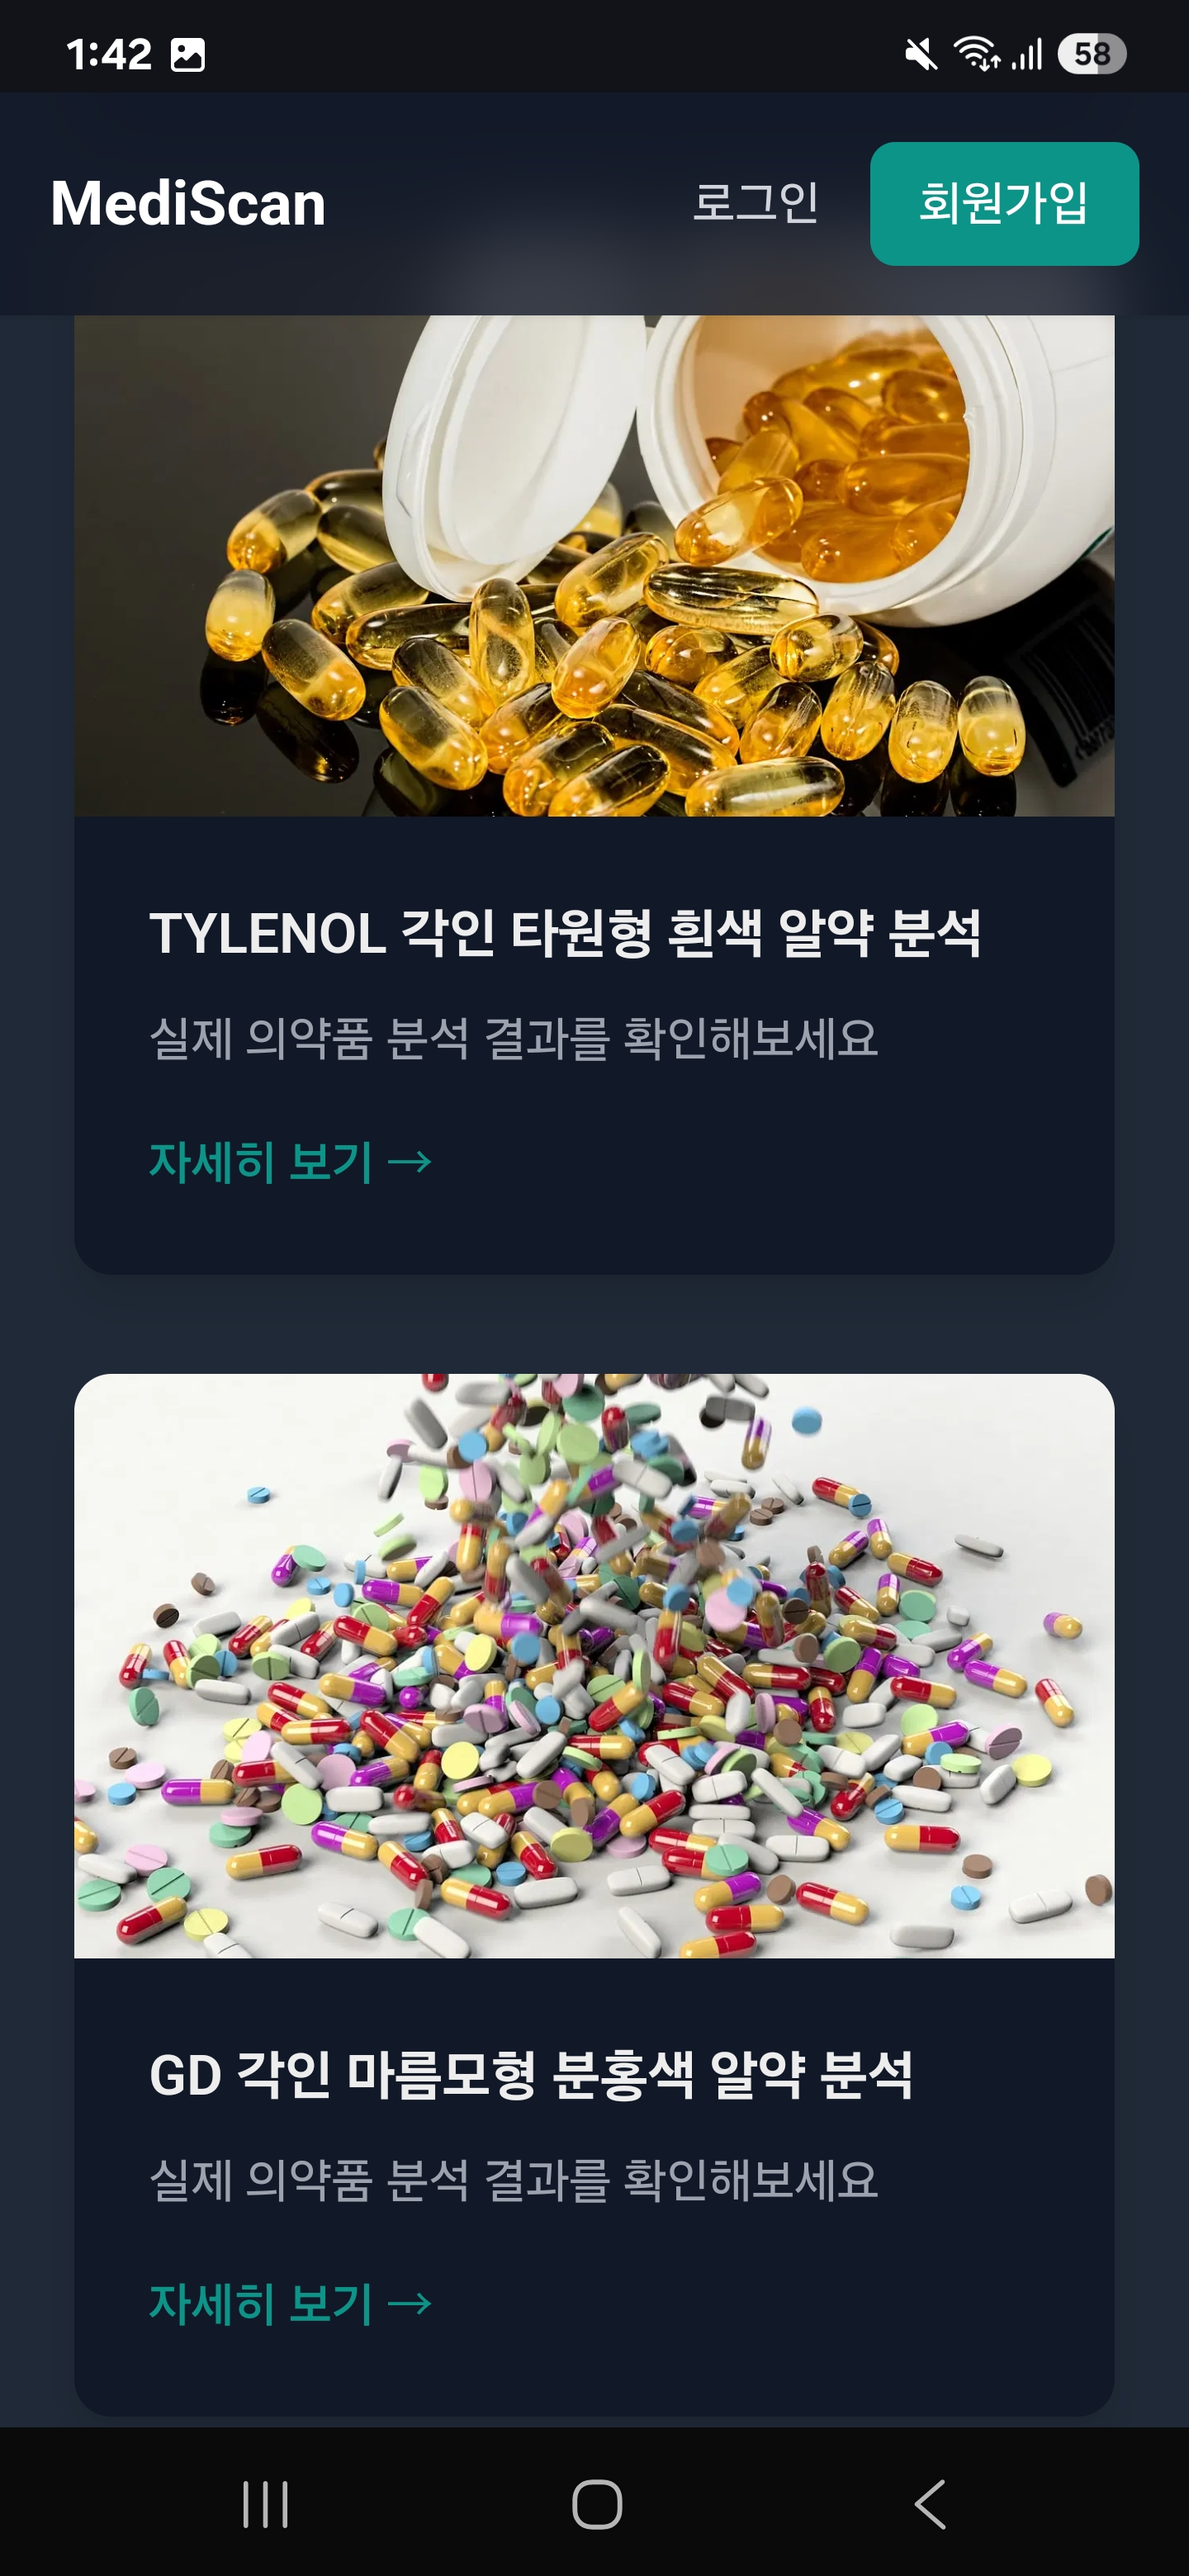 1:42
58
MediScan
로그인
회원가입
TYLENOL 각인 타원형 흰색 알약 분석
실제 의약품 분석 결과를 확인해보세요
자세히 보기 →
GD 각인 마름모형 분홍색 알약 분석
실제 의약품 분석 결과를 확인해보세요
자세히 보기 →